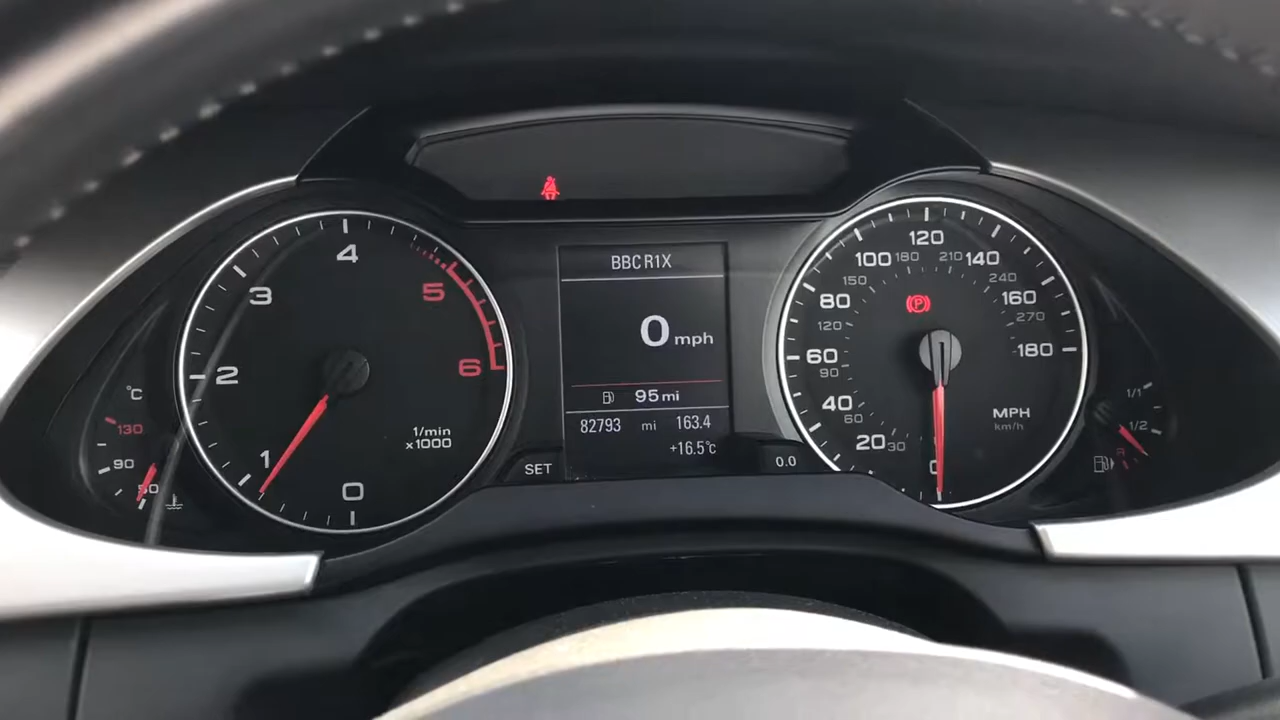 4
3
5
2
6
1
0
1/min
x1000
°C
130
90
BBC R1X
0 mph
95 mi
82793 mi 163.4
+16.5°C
SET
0.0
120
100
180
210
140
150
240
80
160
120
270
60
180
90
40
60
20
30
0
MPH
km/h
P
1/1
1/2
R